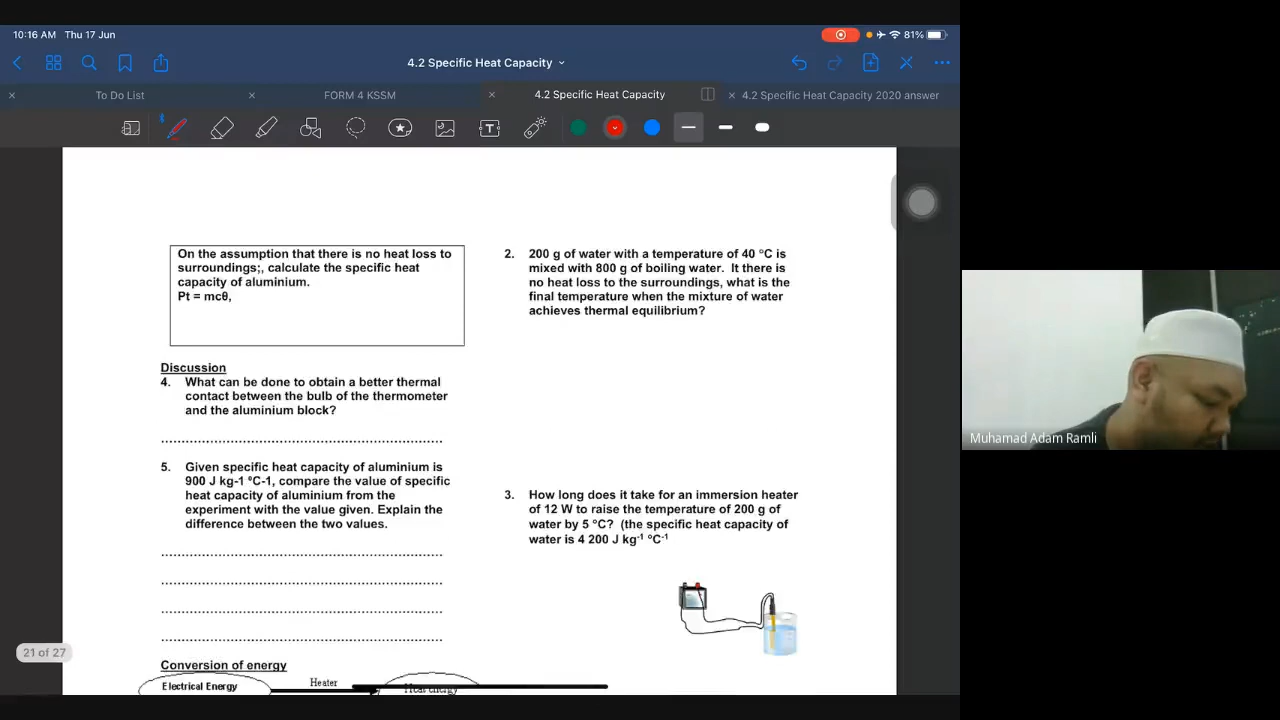 10:16 AM Thu 17 Jun
81%
4.2 Specific Heat Capacity
To Do List
FORM 4 KSSM
4.2 Specific Heat Capacity
4.2 Specific Heat Capacity 2020 answer
On the assumption that there is no heat loss to
surroundings;, calculate the specific heat
capacity of aluminium.
Pt = mcθ,
Discussion
4. What can be done to obtain a better thermal
contact between the bulb of the thermometer
and the aluminium block?
................................................................
5. Given specific heat capacity of aluminium is
900 J kg-1 ºC-1, compare the value of specific
heat capacity of aluminium from the
experiment with the value given. Explain the
difference between the two values.
................................................................
................................................................
................................................................
................................................................
Conversion of energy
Electrical Energy
Heater
Heat energy
2. 200 g of water with a temperature of 40 °C is
mixed with 800 g of boiling water. It there is
no heat loss to the surroundings, what is the
final temperature when the mixture of water
achieves thermal equilibrium?
3. How long does it take for an immersion heater
of 12 W to raise the temperature of 200 g of
water by 5 °C? (the specific heat capacity of
water is 4 200 J kg⁻¹ ºC⁻¹
21 of 27
Muhamad Adam Ramli